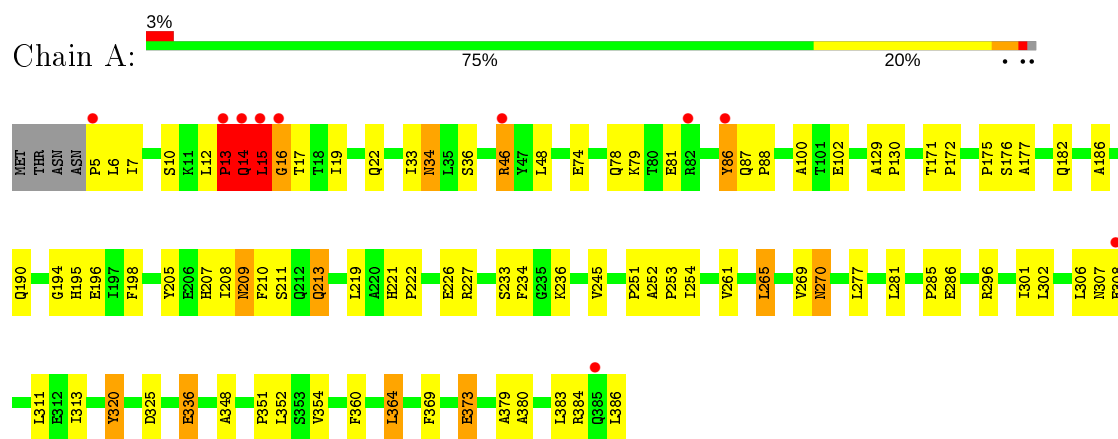 3%
Chain A:
75% 20% • ••
MET THR ASN ASN P5 L6 I7 S10 K11 L12 P13 Q14 L15 G16 T17 T18 I19 Q22 I33 N34 L35 S36 R46 Y47 L48 E74 Q78 K79 T80 E81 R82 Y86 Q87 P88 A100 T101 E102 A129 P130 T171 P172 P175 S176 A177 Q182 A186
Q190 G194 H195 E196 I197 F198 Y205 E206 H207 I208 N209 F210 S211 Q212 Q213 L219 A220 H221 P222 E226 R227 S233 F234 G235 K236 V245 P251 A252 P253 I254 V261 L265 V269 N270 L277 L281 P285 E286 R296 I301 L302 L306 N307
L311 E312 I313 Y320 D325 E336 A348 P351 L352 S353 V354 F360 L364 F369 E373 A379 A380 L383 R384 Q385 L386